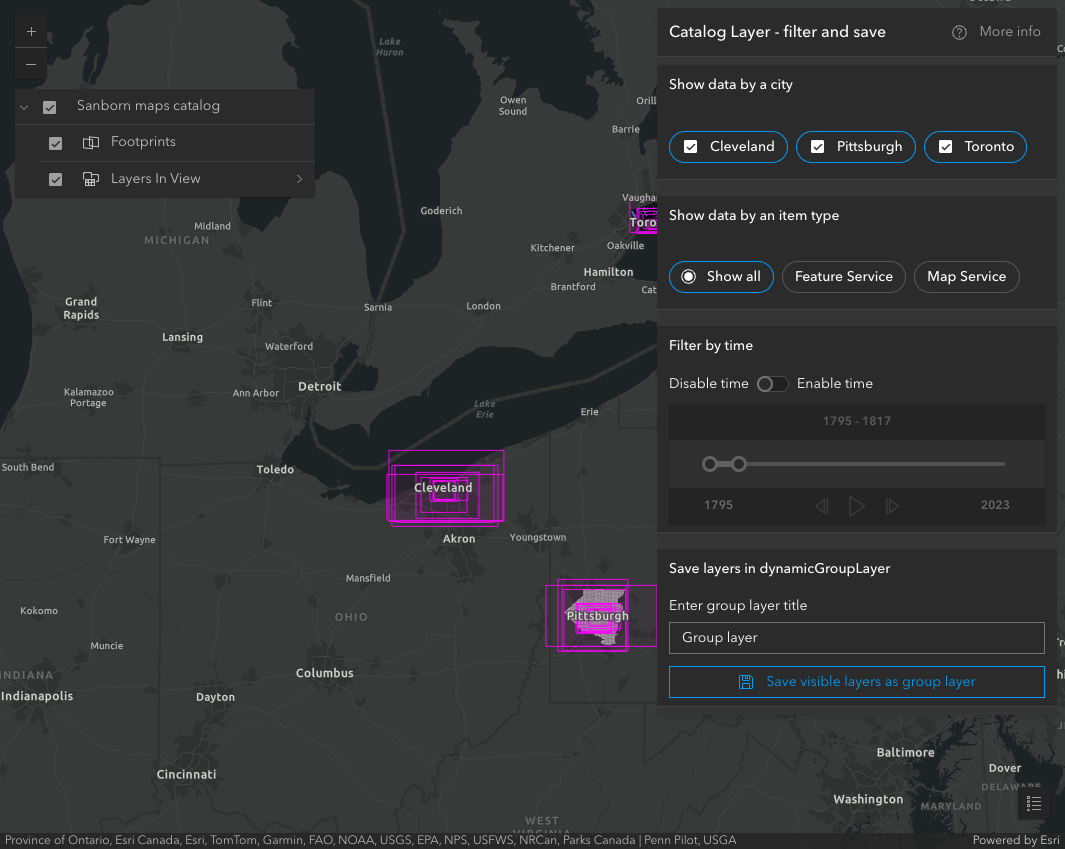 +
−
Sanborn maps catalog
Footprints
Layers In View
Lake
Huron
Owen
Sound
Barrie
Goderich
Midland
MICHIGAN
Kitchener
Oakville
Hamilton
Brantford
Grand
Rapids
Flint
Sarnia
London
Lansing
Waterford
Kalamazoo
Portage
Ann Arbor
Detroit
Lake
Erie
Erie
South Bend
Toledo
Cleveland
Akron
Youngstown
Fort Wayne
Mansfield
Kokomo
OHIO
Pittsburgh
Muncie
INDIANA
Indianapolis
Columbus
Dayton
Cincinnati
WEST
VIRGINIA
Baltimore
Dover
DELAWARE
Washington
MARYLAND
Catalog Layer - filter and save
More info
Show data by a city
Cleveland
Pittsburgh
Toronto
Show data by an item type
Show all
Feature Service
Map Service
Filter by time
Disable time
Enable time
1795 - 1817
1795
2023
Save layers in dynamicGroupLayer
Enter group layer title
Group layer
Save visible layers as group layer
Province of Ontario, Esri Canada, Esri, TomTom, Garmin, FAO, NOAA, USGS, EPA, NPS, USFWS, NRCan, Parks Canada | Penn Pilot, USGA
Powered by Esri